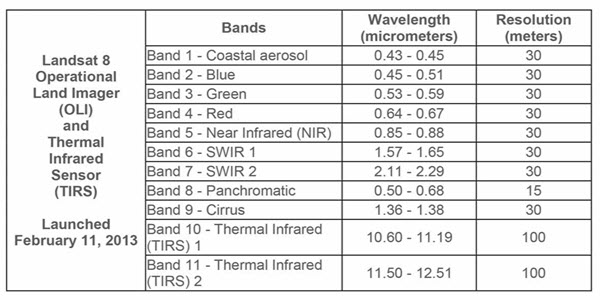 Bands Wavelength (micrometers) Resolution (meters)
Landsat 8
Operational
Land Imager
(OLI)
and
Thermal
Infrared
Sensor
(TIRS)
Launched
February 11, 2013
Band 1 - Coastal aerosol 0.43 - 0.45 30
Band 2 - Blue 0.45 - 0.51 30
Band 3 - Green 0.53 - 0.59 30
Band 4 - Red 0.64 - 0.67 30
Band 5 - Near Infrared (NIR) 0.85 - 0.88 30
Band 6 - SWIR 1 1.57 - 1.65 30
Band 7 - SWIR 2 2.11 - 2.29 30
Band 8 - Panchromatic 0.50 - 0.68 15
Band 9 - Cirrus 1.36 - 1.38 30
Band 10 - Thermal Infrared
(TIRS) 1 10.60 - 11.19 100
Band 11 - Thermal Infrared
(TIRS) 2 11.50 - 12.51 100